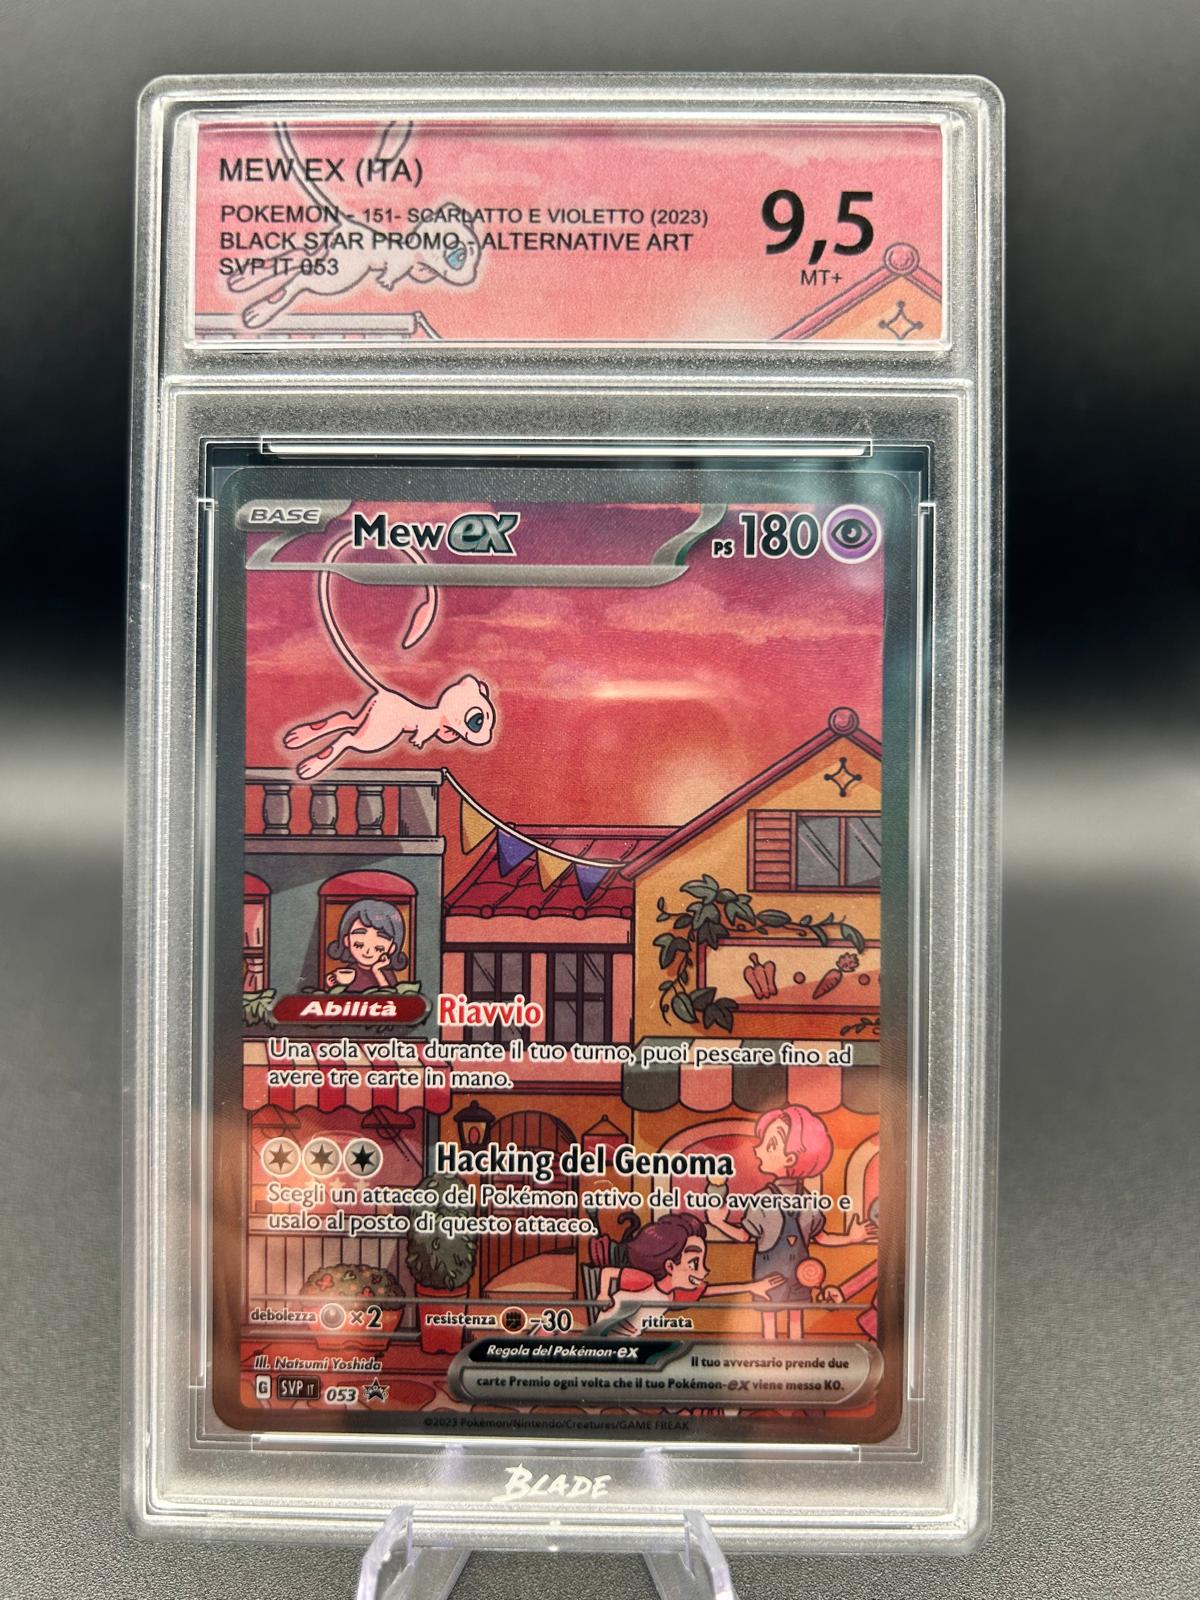 MEW EX (ITA)
POKEMON - 151- SCARLATTO E VIOLETTO (2023)
BLACK STAR PROMO - ALTERNATIVE ART
SVP IT 053
9,5
MT+
BASE
Mew ex
PS 180
Abilità Riavvio
Una sola volta durante il tuo turno, puoi pescare fino ad
avere tre carte in mano.
Hacking del Genoma
Scegli un attacco del Pokémon attivo del tuo avversario e
usalo al posto di questo attacco.
debolezza ×2 resistenza -30 ritirata
Ill. Natsumi Yoshida
Regola del Pokémon-ex
Il tuo avversario prende due
carte Premio ogni volta che il tuo Pokémon-ex viene messo KO.
G SVP IT 053
©2023 Pokémon/Nintendo/Creatures/GAME FREAK
BLADE